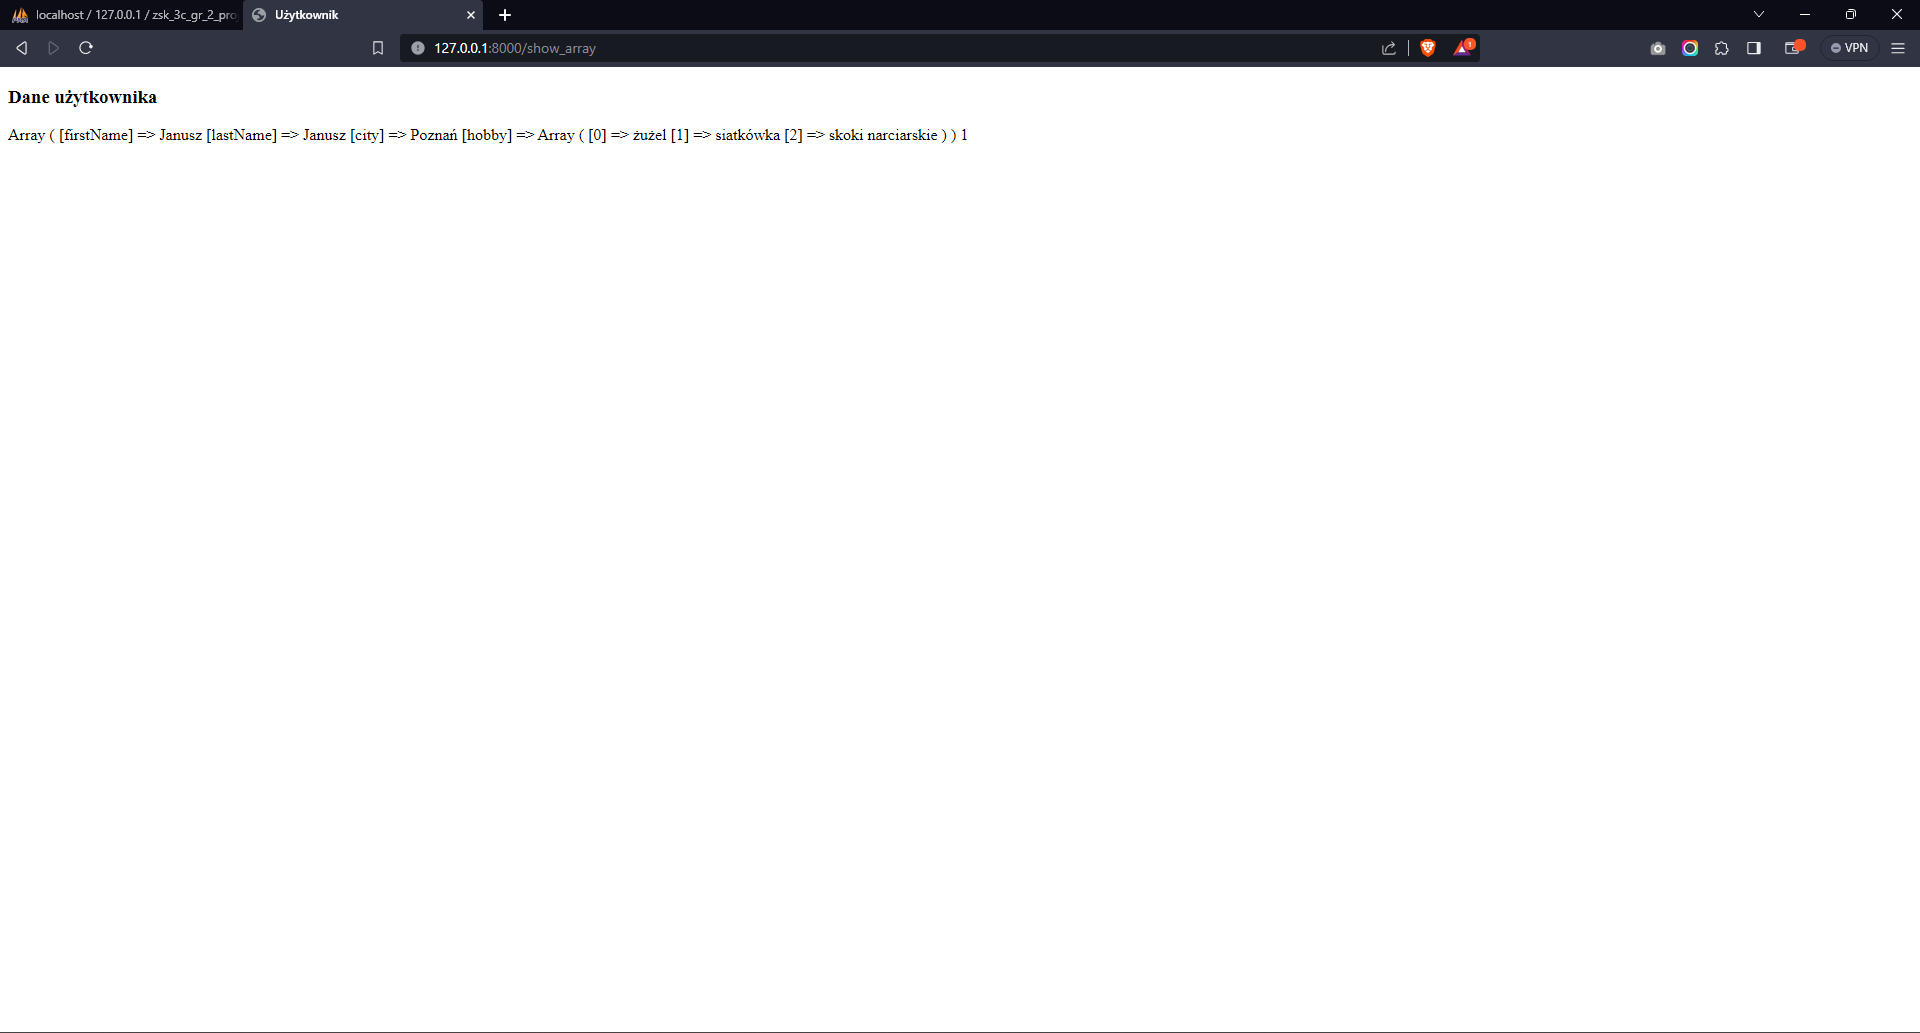 localhost / 127.0.0.1 / zsk_3c_gr_2_pro
Użytkownik
127.0.0.1:8000/show_array
1
VPN
Dane użytkownika
Array ( [firstName] => Janusz [lastName] => Janusz [city] => Poznań [hobby] => Array ( [0] => żużel [1] => siatkówka [2] => skoki narciarskie ) ) 1